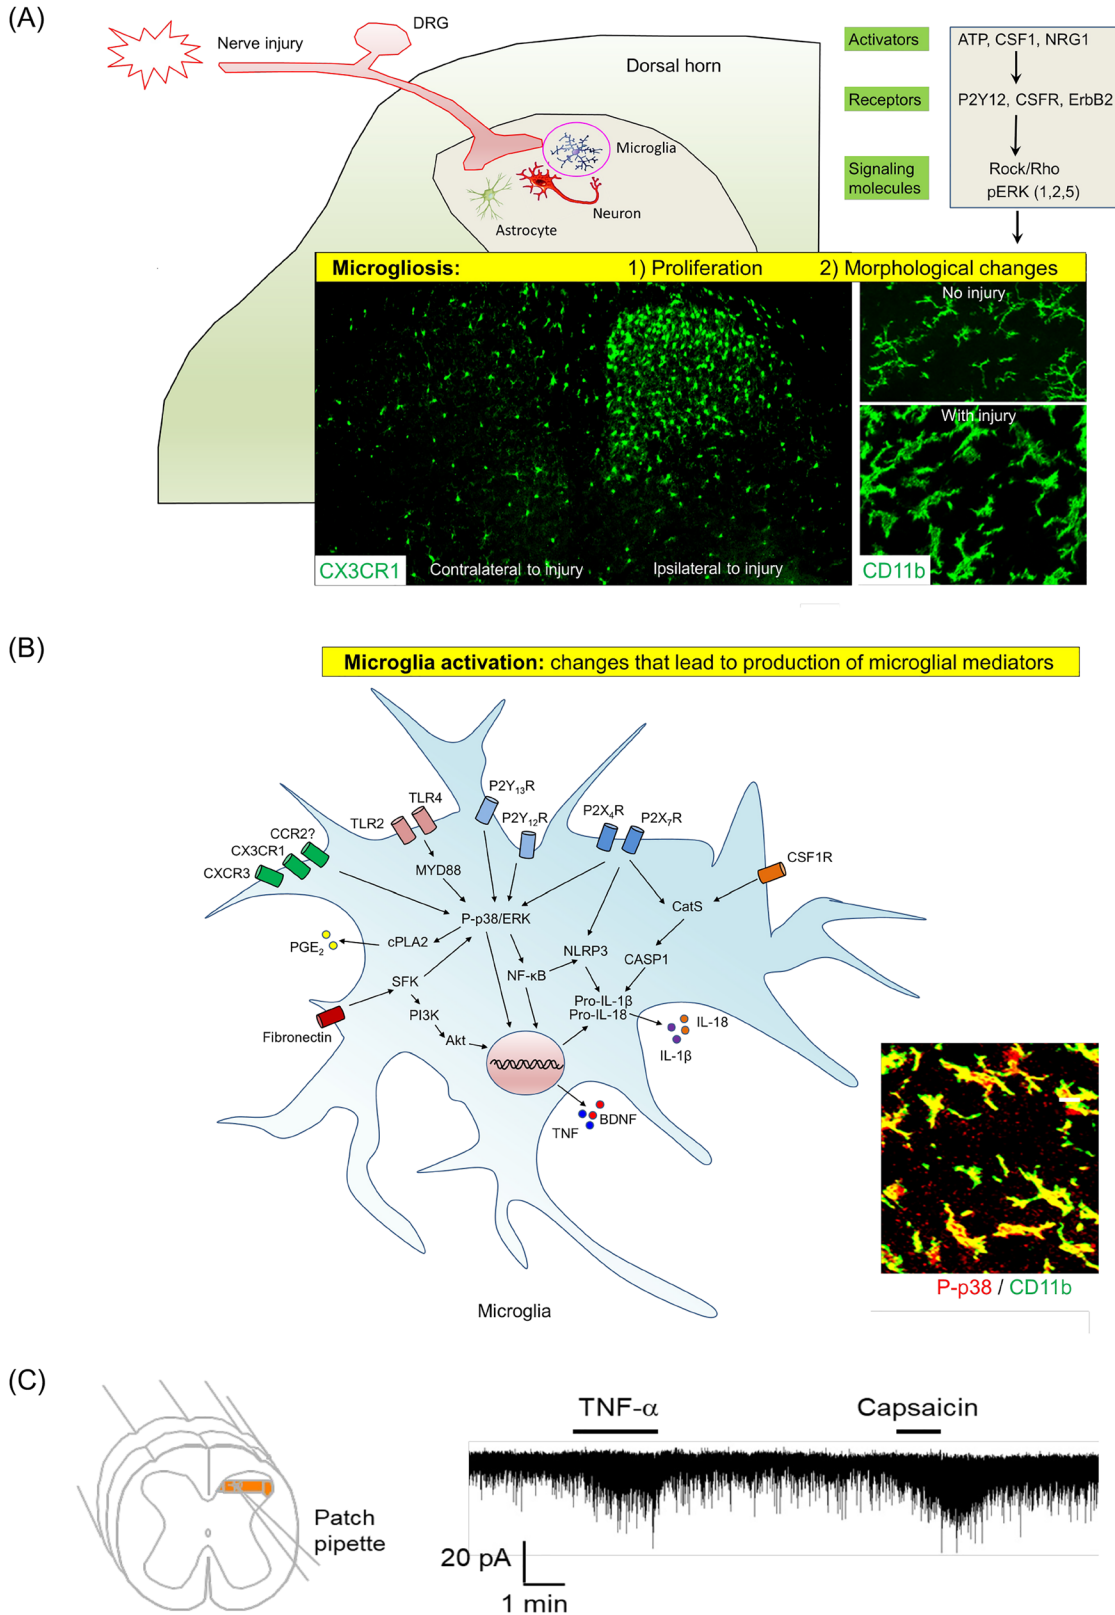 (A)
DRG
Nerve injury
Dorsal horn
Microglia
Neuron
Astrocyte
Activators
ATP, CSF1, NRG1
Receptors
P2Y12, CSFR, ErbB2
Signaling
molecules
Rock/Rho
pERK (1,2,5)
Microgliosis: 1) Proliferation 2) Morphological changes
No injury
With injury
CX3CR1
Contralateral to injury
Ipsilateral to injury
CD11b
(B)
Microglia activation: changes that lead to production of microglial mediators
P2Y13R
TLR4
TLR2
P2Y12R
P2X4R
P2X7R
CCR2?
CX3CR1
CXCR3
CSF1R
MYD88
CatS
P-p38/ERK
PGE2
cPLA2
NLRP3
CASP1
NF-κB
SFK
Pro-IL-1β
Pro-IL-18
PI3K
Fibronectin
Akt
IL-18
IL-1β
BDNF
TNF
Microglia
P-p38 / CD11b
(C)
TNF-α
Capsaicin
Patch
pipette
20 pA
1 min